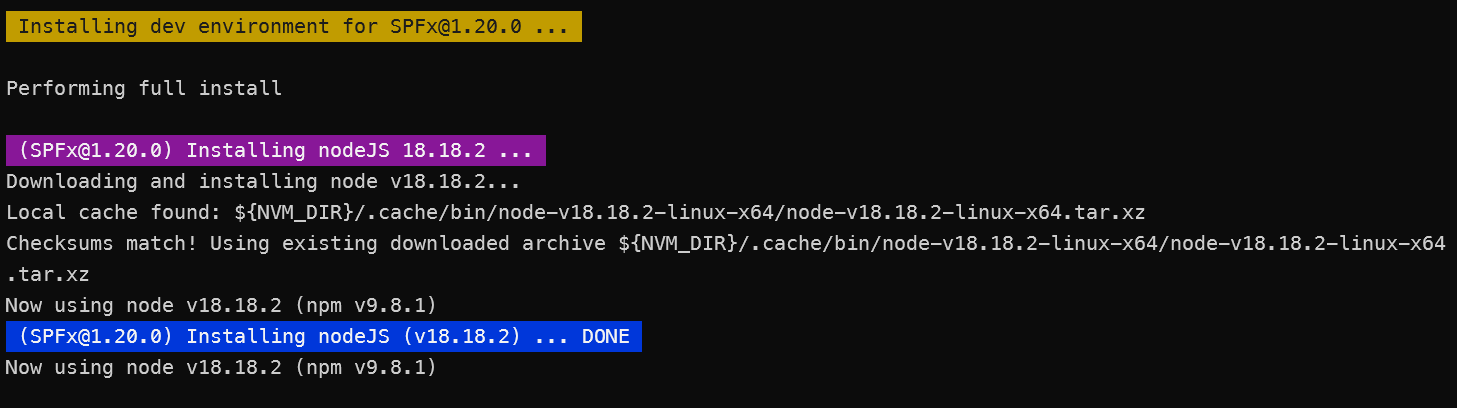 Installing dev environment for SPFx@1.20.0 ...
Performing full install
(SPFx@1.20.0) Installing nodeJS 18.18.2 ...
Downloading and installing node v18.18.2...
Local cache found: ${NVM_DIR}/.cache/bin/node-v18.18.2-linux-x64/node-v18.18.2-linux-x64.tar.xz
Checksums match! Using existing downloaded archive ${NVM_DIR}/.cache/bin/node-v18.18.2-linux-x64/node-v18.18.2-linux-x64
.tar.xz
Now using node v18.18.2 (npm v9.8.1)
(SPFx@1.20.0) Installing nodeJS (v18.18.2) ... DONE
Now using node v18.18.2 (npm v9.8.1)